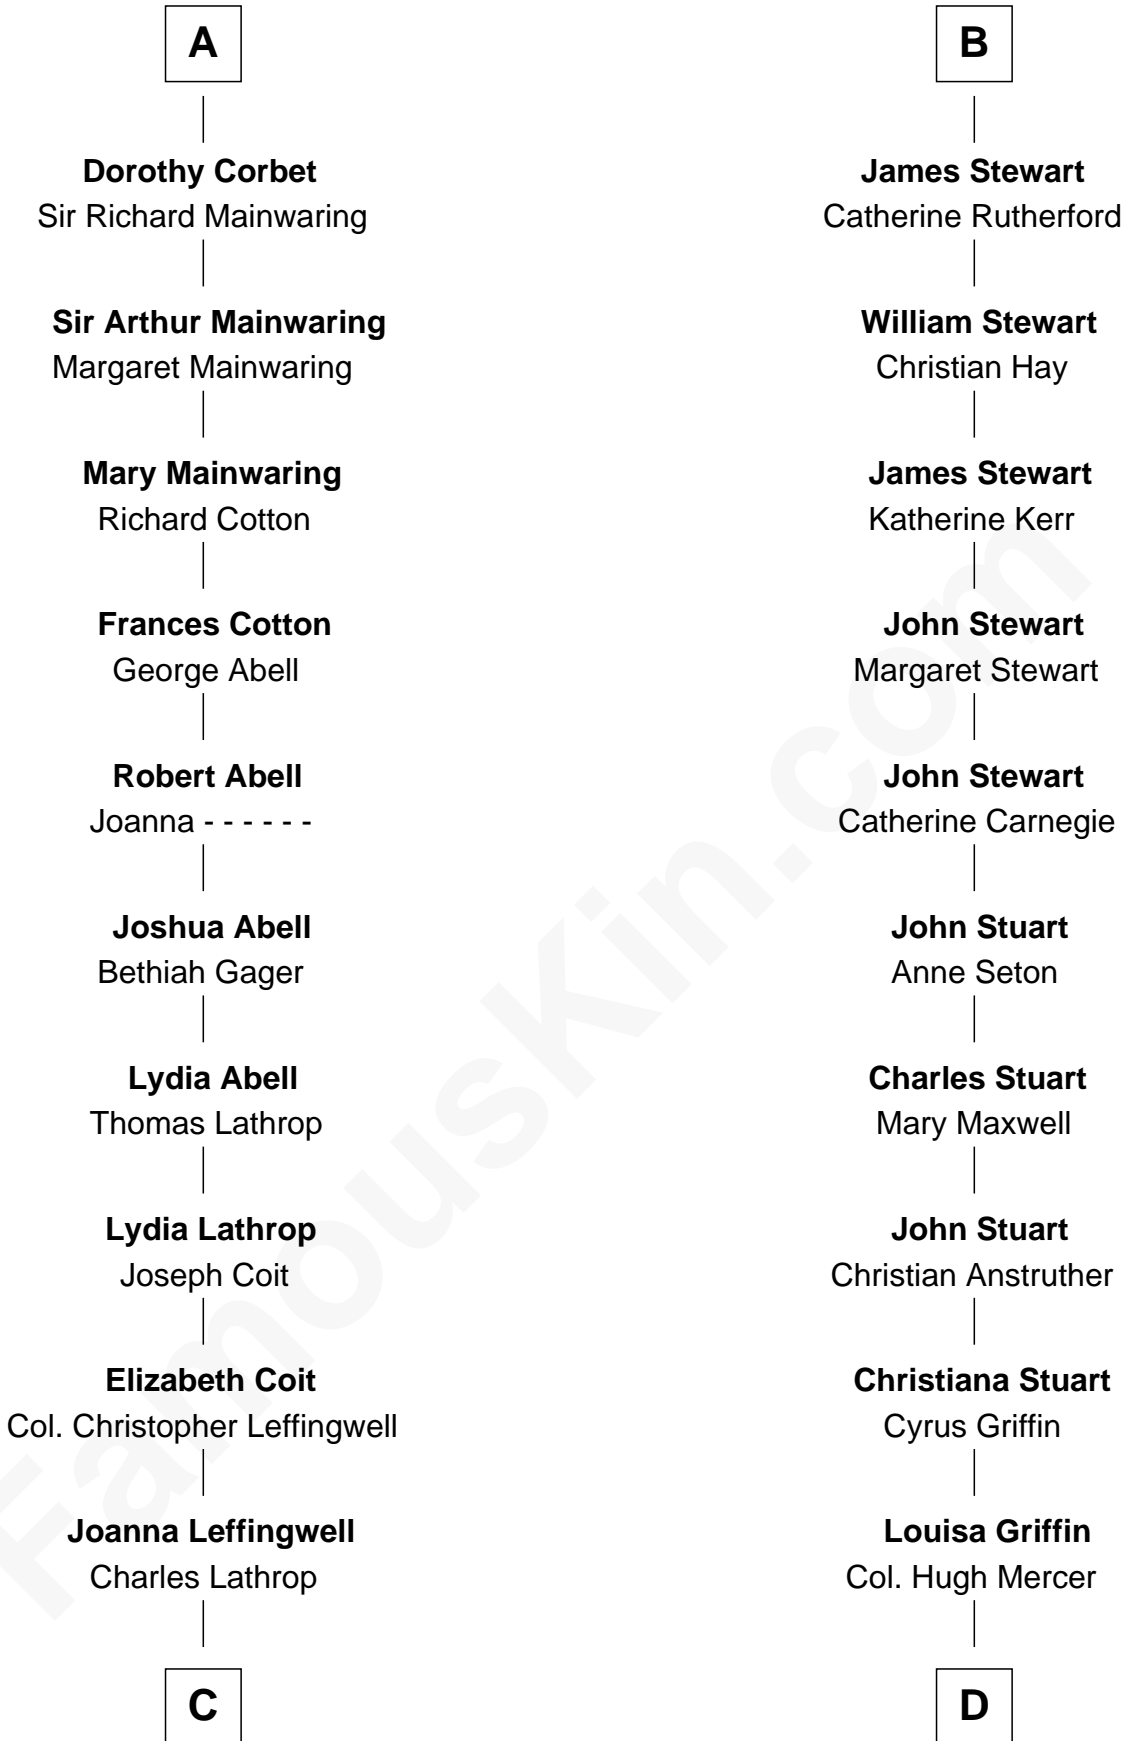 A
Dorothy Corbet
Sir Richard Mainwaring
Sir Arthur Mainwaring
Margaret Mainwaring
Mary Mainwaring
Richard Cotton
Frances Cotton
George Abell
Robert Abell
Joanna - - - - - -
Joshua Abell
Bethiah Gager
Lydia Abell
Thomas Lathrop
Lydia Lathrop
Joseph Coit
Elizabeth Coit
Col. Christopher Leffingwell
Joanna Leffingwell
Charles Lathrop
C
B
James Stewart
Catherine Rutherford
William Stewart
Christian Hay
James Stewart
Katherine Kerr
John Stewart
Margaret Stewart
John Stewart
Catherine Carnegie
John Stuart
Anne Seton
Charles Stuart
Mary Maxwell
John Stuart
Christian Anstruther
Christiana Stuart
Cyrus Griffin
Louisa Griffin
Col. Hugh Mercer
D
FamousKin.com